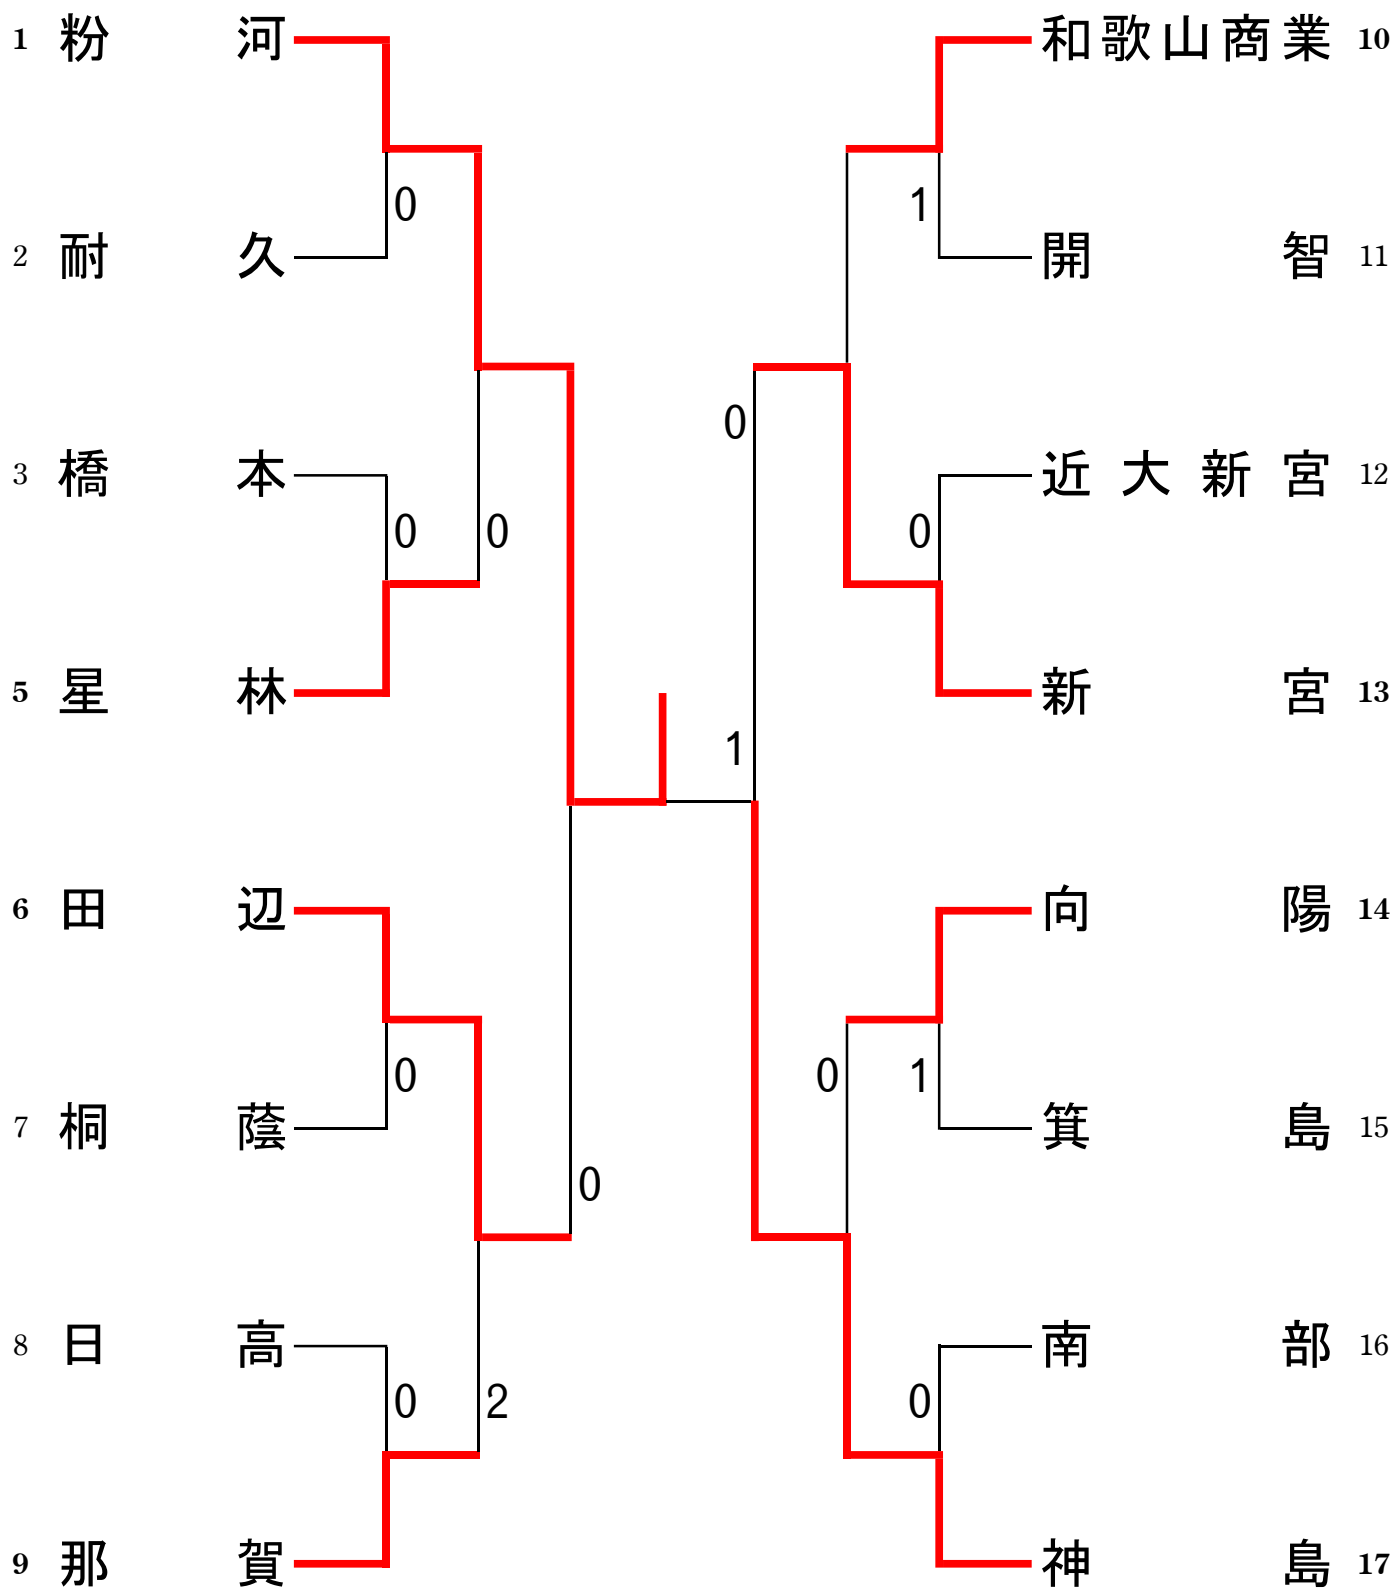 1 粉河
和歌山商業 10
0
1
2 耐久
開智 11
0
3 橋本
近大新宮 12
0
0
0
5 星林
新宮 13
1
6 田辺
向陽 14
0
0
1
7 桐蔭
箕島 15
0
8 日高
南部 16
0
2
0
9 那賀
神島 17